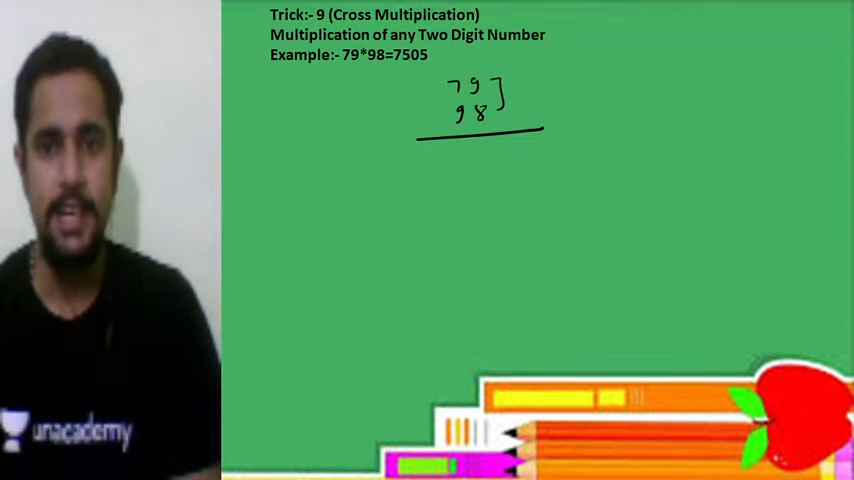 Trick:- 9 (Cross Multiplication)
Multiplication of any Two Digit Number
Example:- 79*98=7505
79
98
unacademy